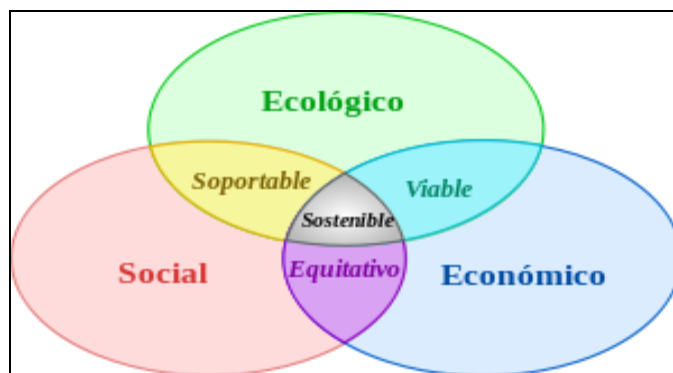 Ecológico
Soportable
Viable
Sostenible
Social
Equitativo
Económico